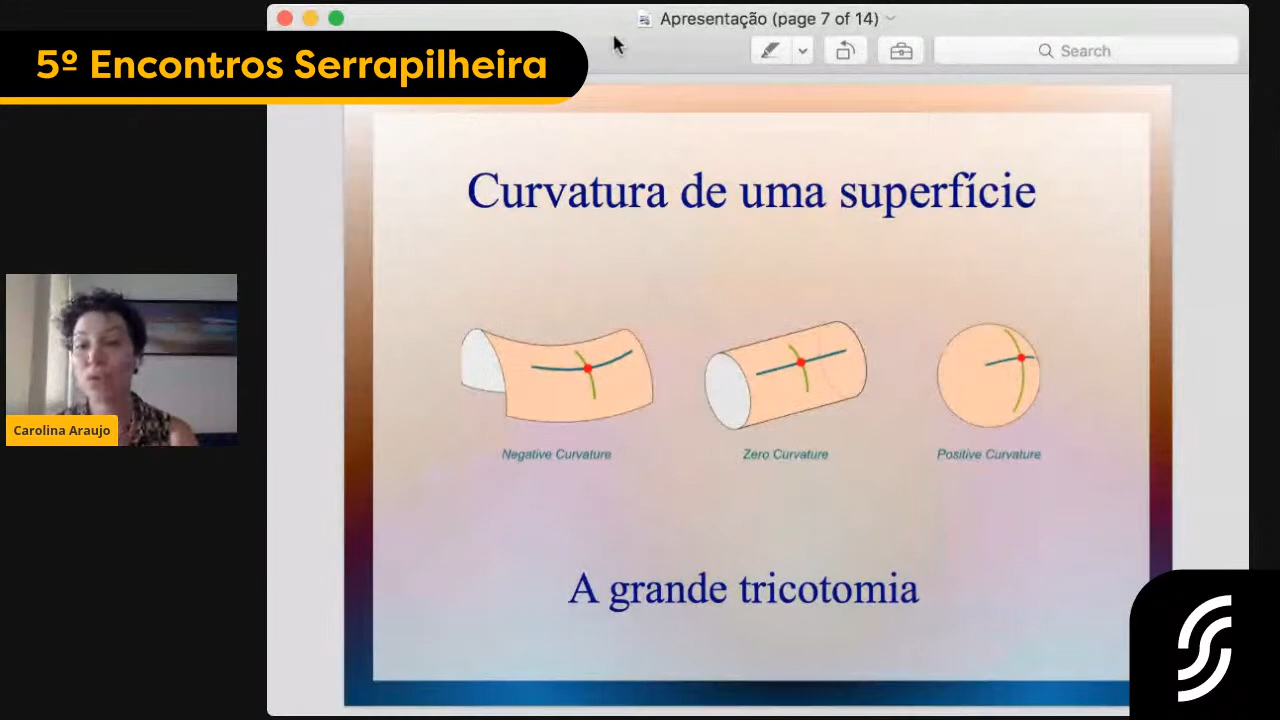 Apresentação (page 7 of 14)
Search
5º Encontros Serrapilheira
Curvatura de uma superfície
Negative Curvature
Zero Curvature
Positive Curvature
A grande tricotomia
Carolina Araujo